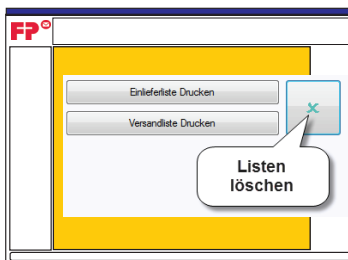 FP
Einlieferliste Drucken
Versandliste Drucken
Listen
löschen